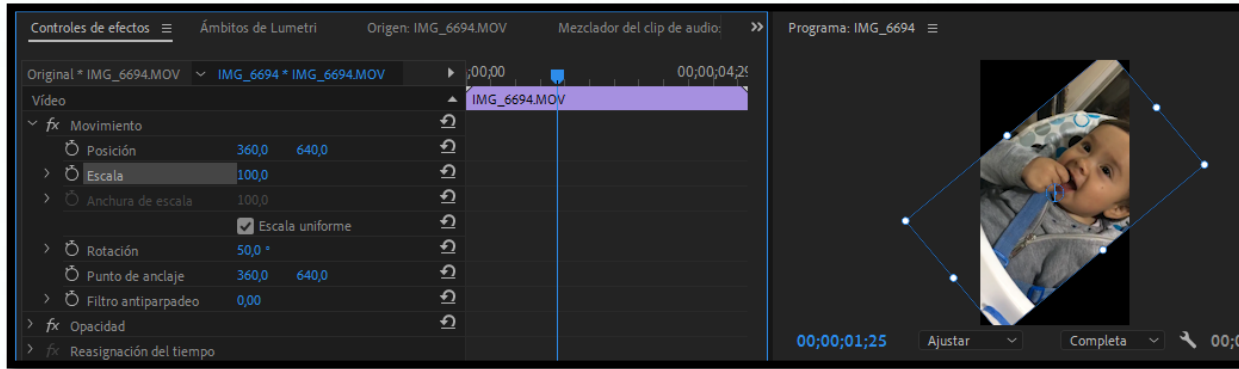 Controles de efectos Ámbitos de Lumetri Origen: IMG_6694.MOV Mezclador del clip de audio: Programa: IMG_6694
Original * IMG_6694.MOV IMG_6694 * IMG_6694.MOV ;00;00 00;00;04;29
Vídeo IMG_6694.MOV
fx Movimiento
Posición 360,0 640,0
Escala 100,0
Anchura de escala 100,0
Escala uniforme
Rotación 50,0 °
Punto de anclaje 360,0 640,0
Filtro antiparpadeo 0,00
fx Opacidad
fx Reasignación del tiempo
00;00;01;25 Ajustar Completa